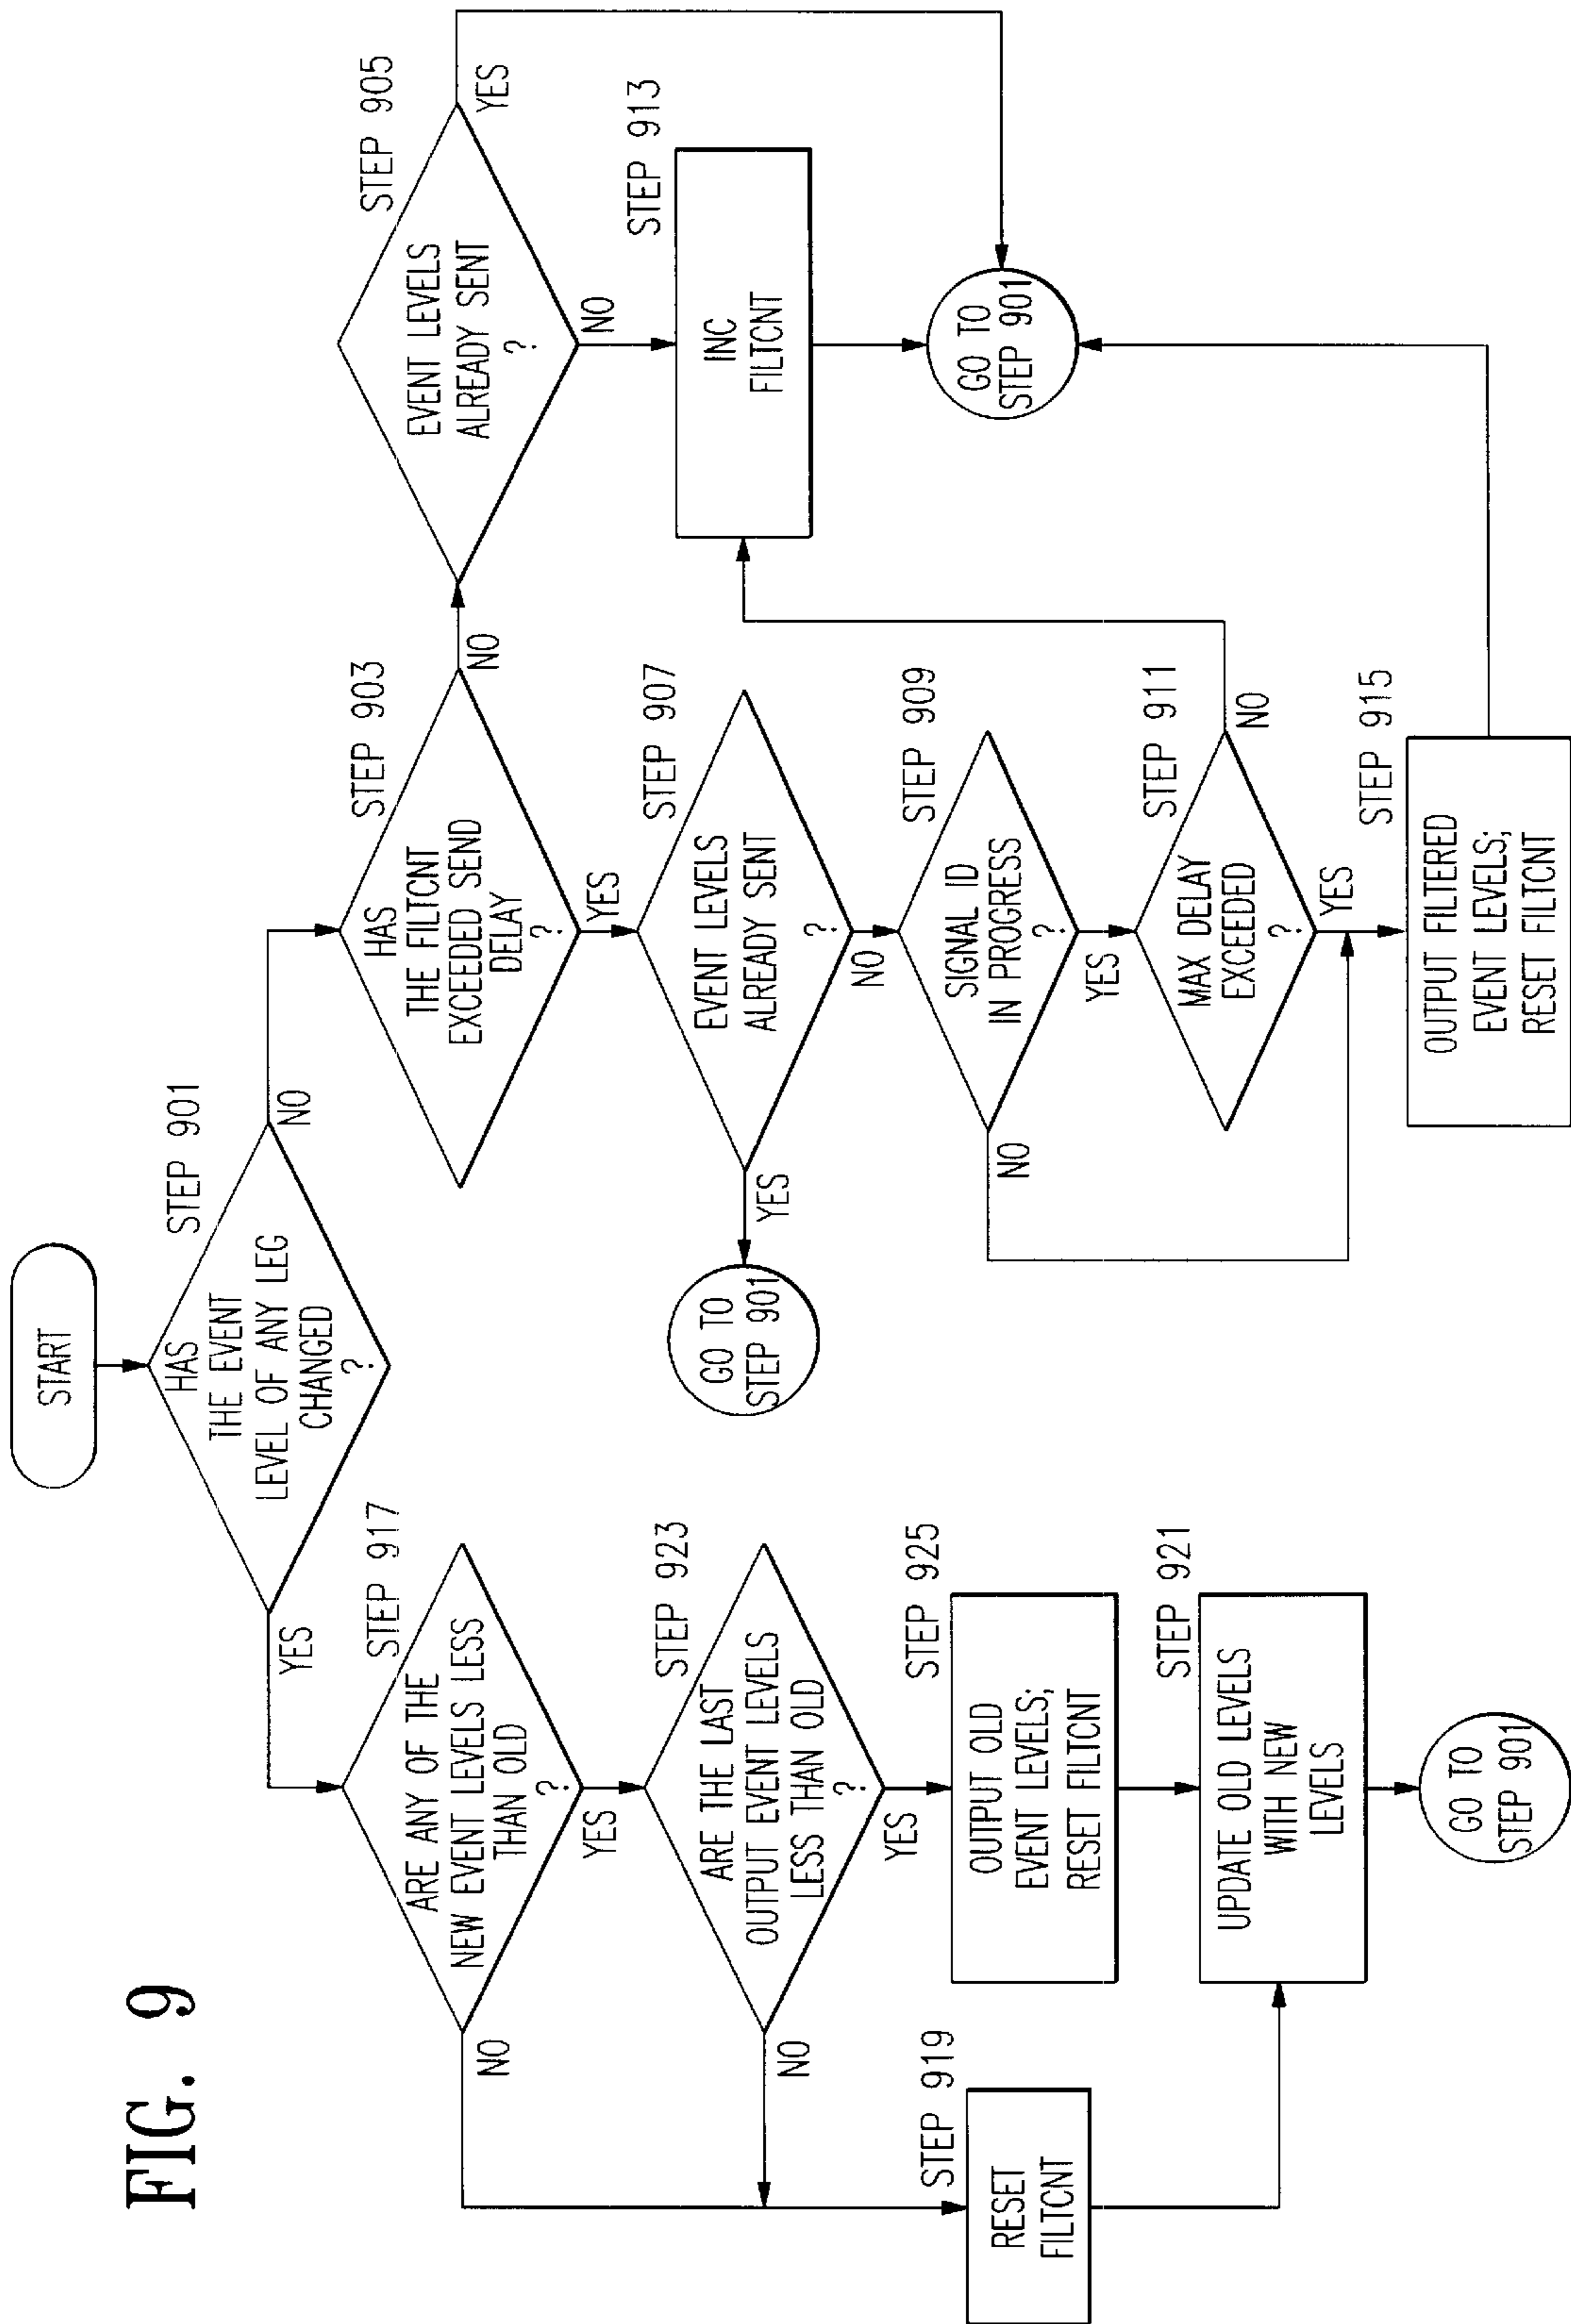 FIG. 9
START
STEP 901
HAS
THE EVENT
LEVEL OF ANY LEG
CHANGED
?
YES
NO
STEP 917
ARE ANY OF THE
NEW EVENT LEVELS LESS
THAN OLD
?
NO
YES
STEP 923
ARE THE LAST
OUTPUT EVENT LEVELS
LESS THAN OLD
?
NO
YES
STEP 919
RESET
FILTCNT
STEP 925
OUTPUT OLD
EVENT LEVELS;
RESET FILTCNT
STEP 921
UPDATE OLD LEVELS
WITH NEW
LEVELS
GO TO
STEP 901
STEP 903
HAS
THE FILTCNT
EXCEEDED SEND
DELAY
?
NO
YES
STEP 905
EVENT LEVELS
ALREADY SENT
?
YES
NO
STEP 907
EVENT LEVELS
ALREADY SENT
?
YES
NO
GO TO
STEP 901
STEP 913
INC
FILTCNT
STEP 909
SIGNAL ID
IN PROGRESS
?
NO
YES
GO TO
STEP 901
STEP 911
MAX DELAY
EXCEEDED
?
NO
YES
STEP 915
OUTPUT FILTERED
EVENT LEVELS;
RESET FILTCNT